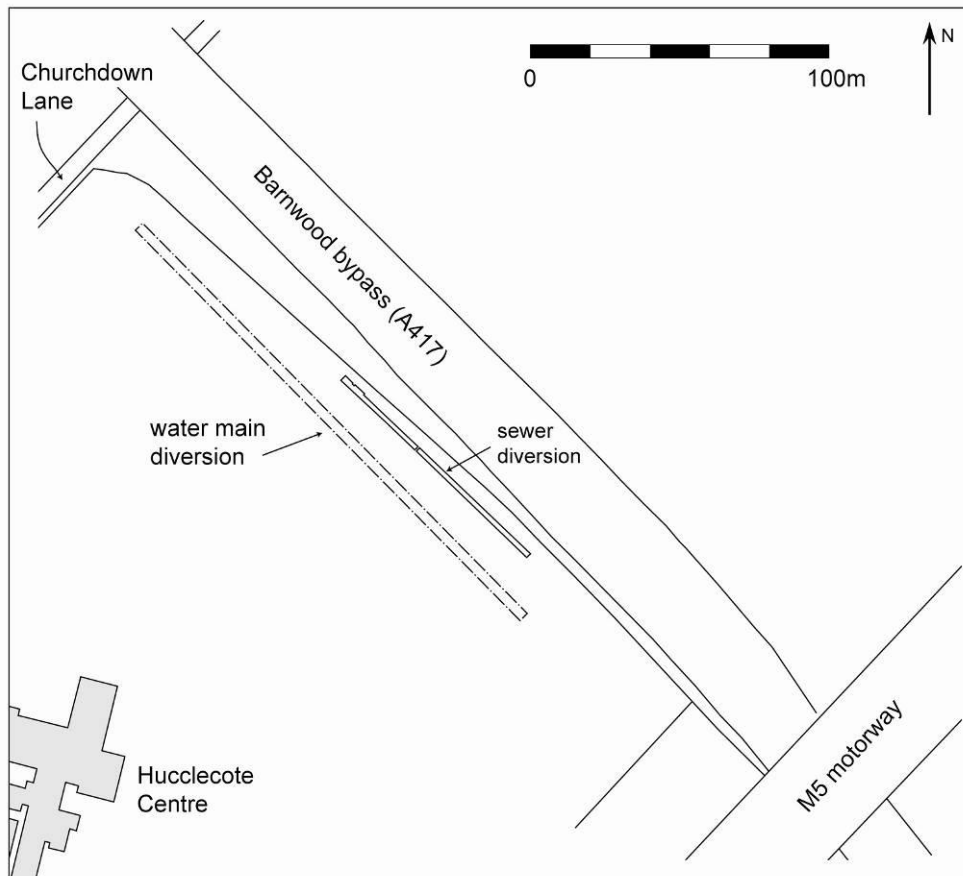 N
0
100m
Churchdown
Lane
Barnwood bypass (A417)
water main
diversion
sewer
diversion
M5 motorway
Hucclecote
Centre